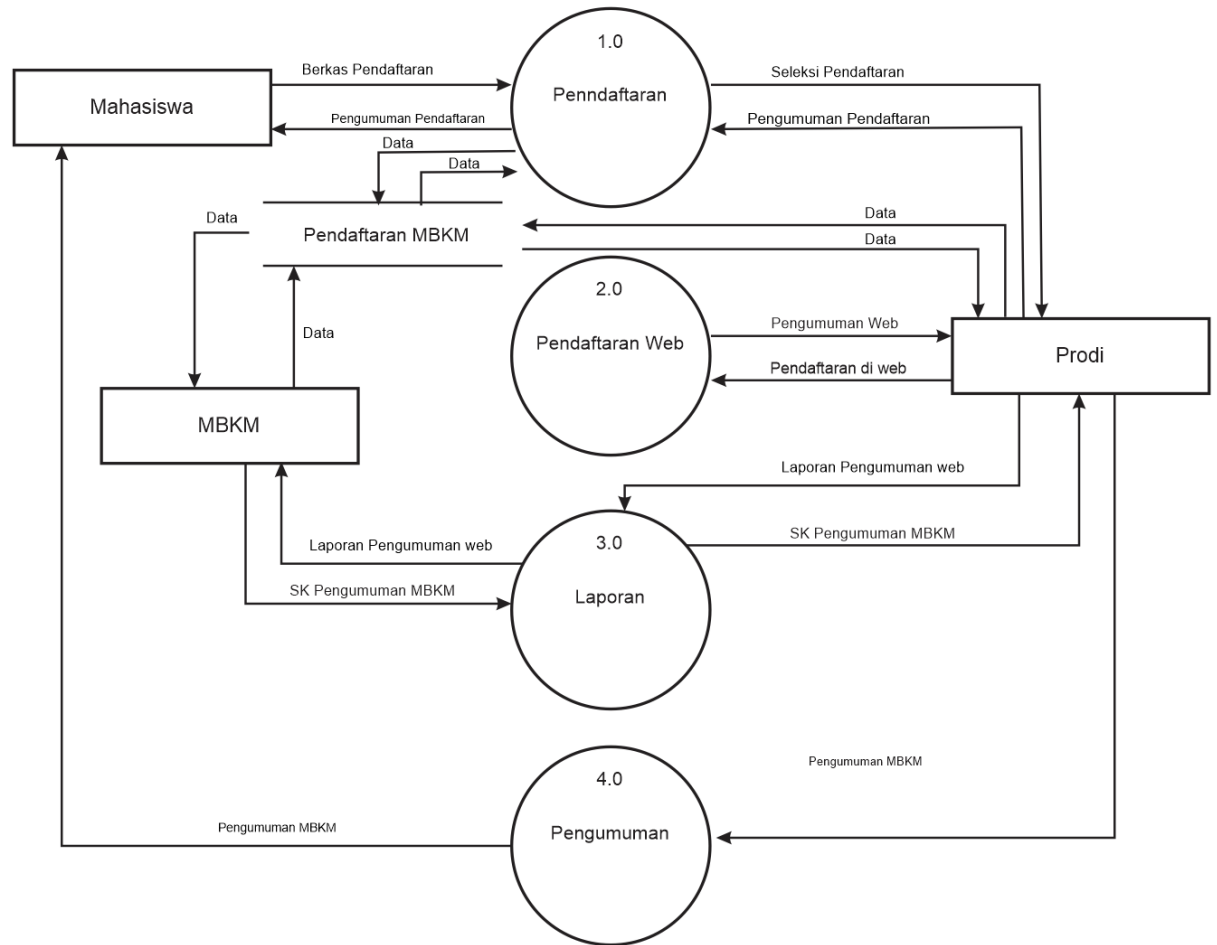 1.0
Penndaftaran
Berkas Pendaftaran
Seleksi Pendaftaran
Mahasiswa
Pengumuman Pendaftaran
Pengumuman Pendaftaran
Data
Data
Data
Pendaftaran MBKM
Data
Data
Data
2.0
Pendaftaran Web
Pengumuman Web
Pendaftaran di web
Prodi
MBKM
Laporan Pengumuman web
SK Pengumuman MBKM
3.0
Laporan
Laporan Pengumuman web
SK Pengumuman MBKM
4.0
Pengumuman
Pengumuman MBKM
Pengumuman MBKM